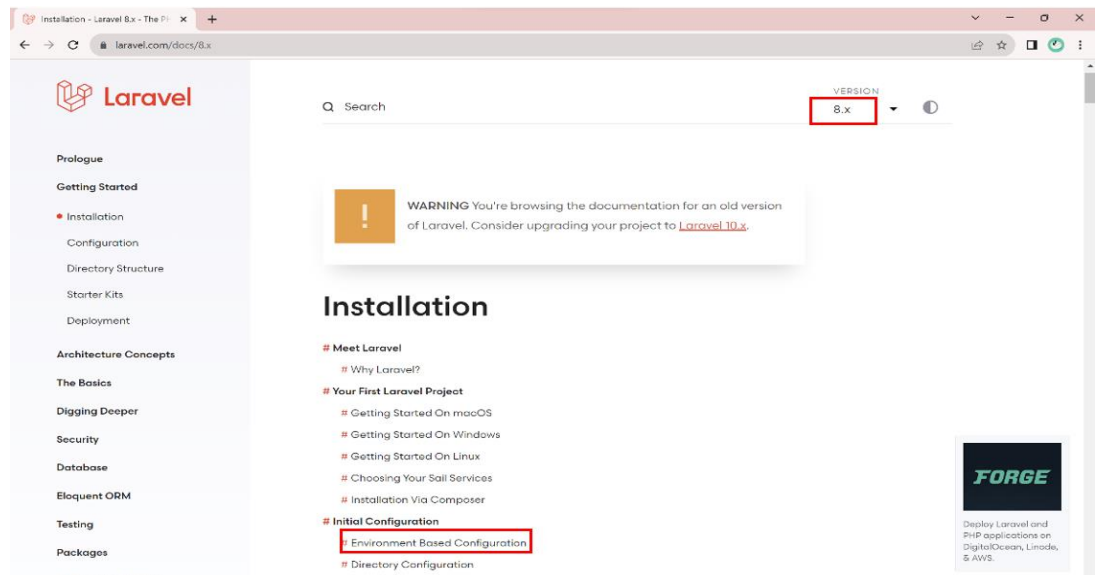 Installation - Laravel 8.x - The P
laravel.com/docs/8.x
Laravel
Search
VERSION
8.x
Prologue
Getting Started
Installation
Configuration
Directory Structure
Starter Kits
Deployment
Architecture Concepts
The Basics
Digging Deeper
Security
Database
Eloquent ORM
Testing
Packages
! WARNING You're browsing the documentation for an old version
of Laravel. Consider upgrading your project to Laravel 10.x.
Installation
# Meet Laravel
# Why Laravel?
# Your First Laravel Project
# Getting Started On macOS
# Getting Started On Windows
# Getting Started On Linux
# Choosing Your Sail Services
# Installation Via Composer
# Initial Configuration
# Environment Based Configuration
# Directory Configuration
FORGE
Deploy Laravel and
PHP applications on
DigitalOcean, Linode,
& AWS.